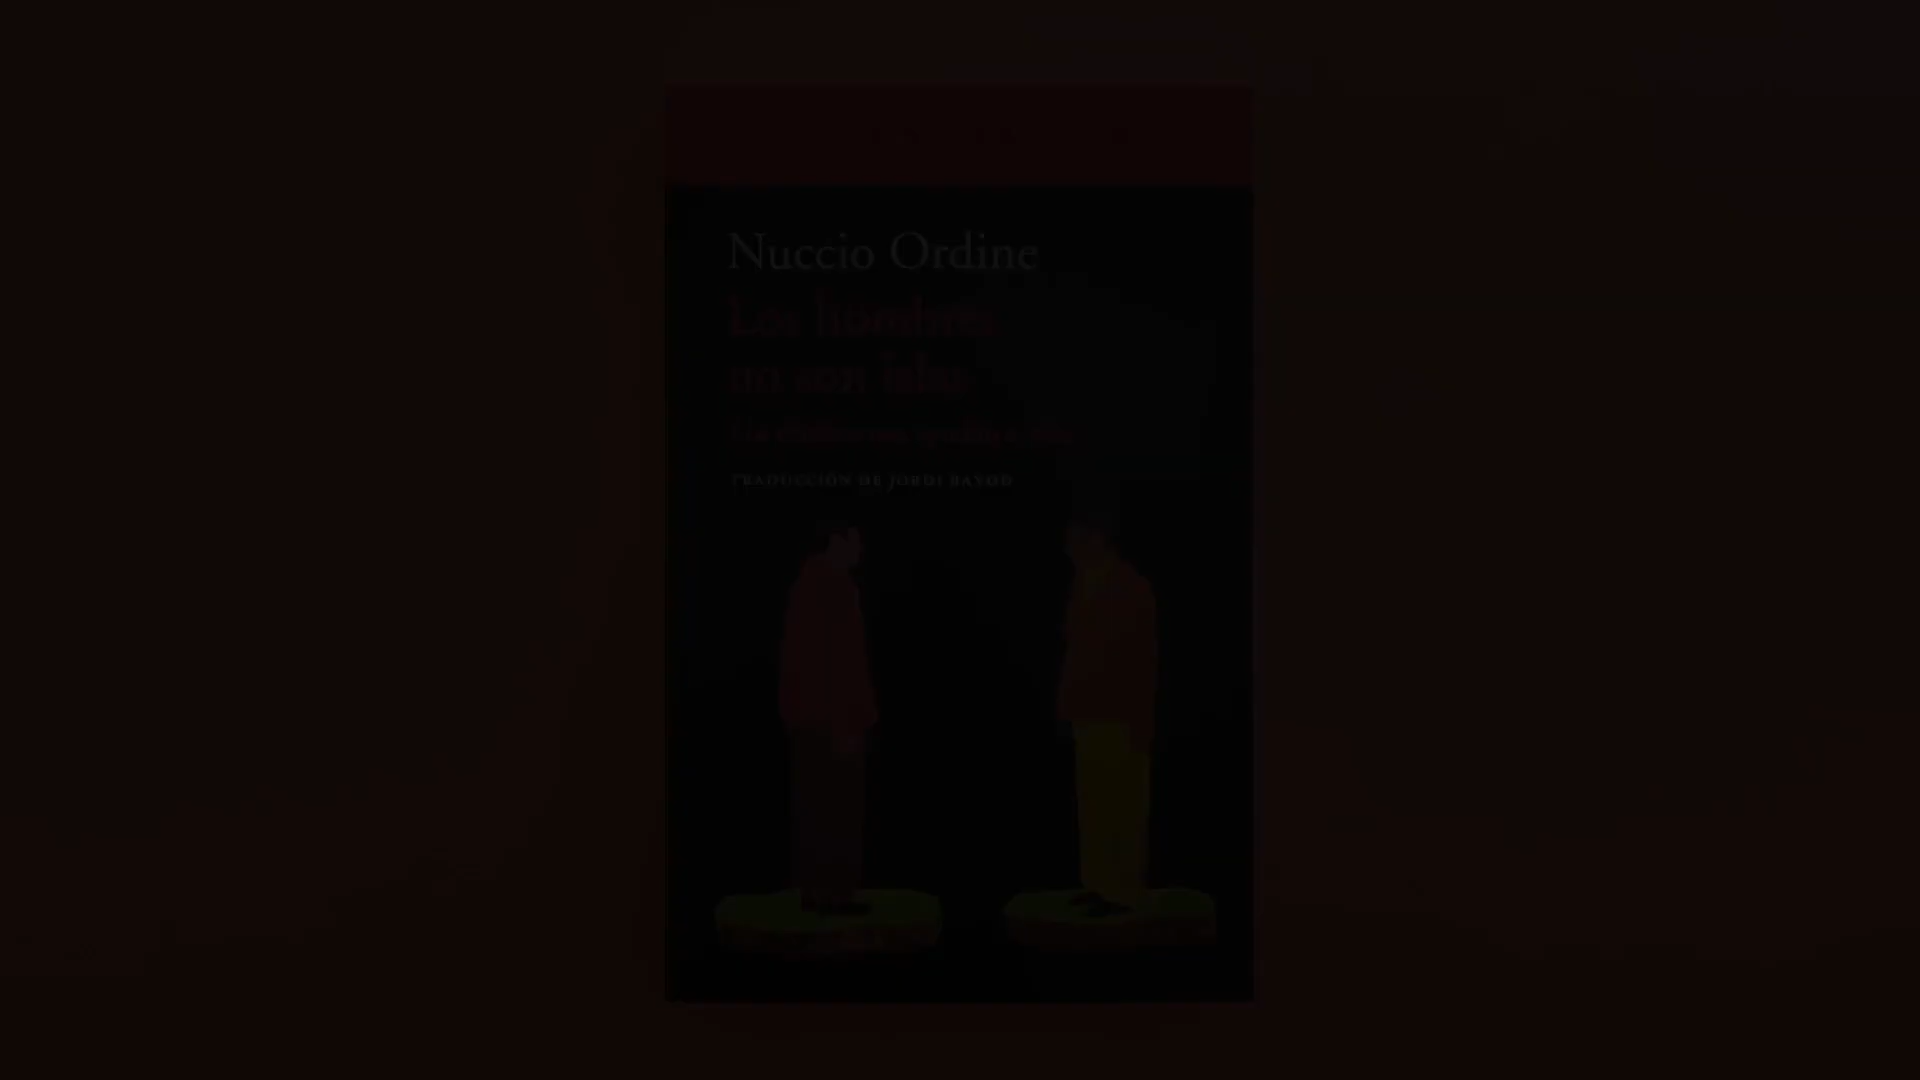 Nuccio Ordine
Los hombres
no son islas
TRADUCCIÓN DE JORDI BAYOD